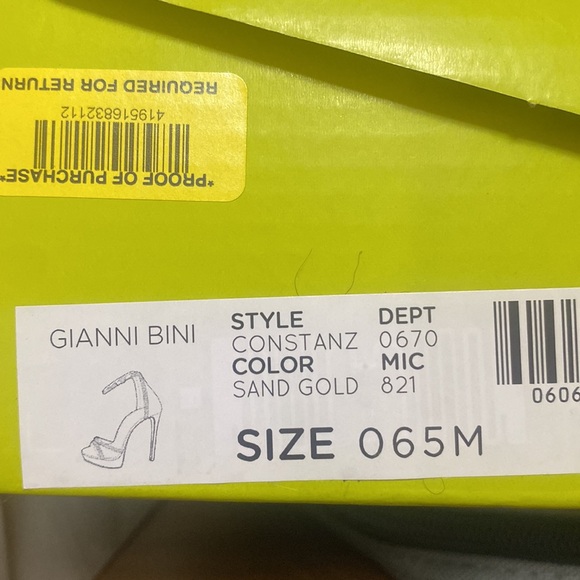 REQUIRED FOR RETURN
419516832112
*PROOF OF PURCHASE*
GIANNI BINI
STYLE DEPT
CONSTANZ 0670
COLOR MIC
SAND GOLD 821
SIZE 065M
0606